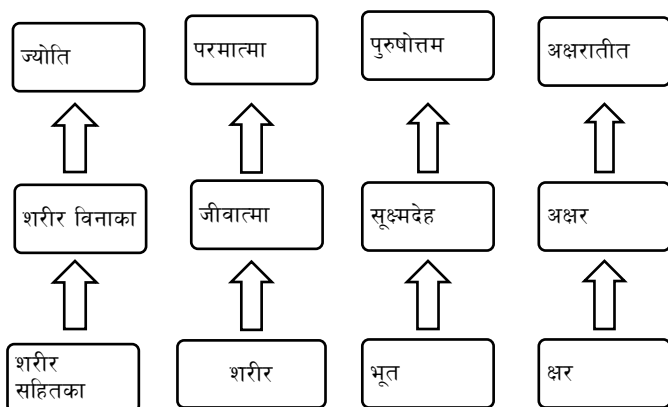 ज्योति
परमात्मा
पुरुषोत्तम
अक्षरातीत
शरीर विनाका
जीवात्मा
सूक्ष्मदेह
अक्षर
शरीर
सहितका
शरीर
भूत
क्षर